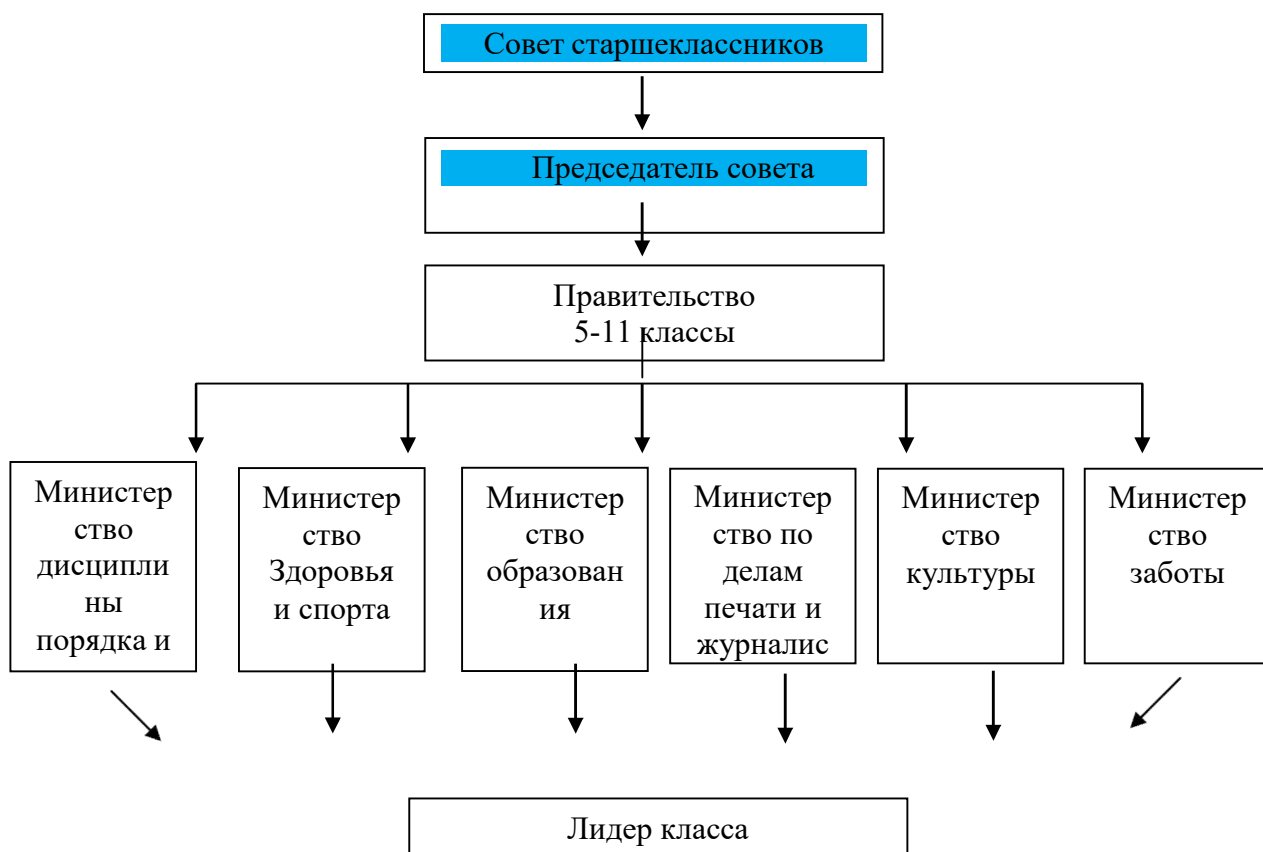 Совет старшеклассников
Председатель совета
Правительство
5-11 классы
Министер
ство
дисципли
ны
порядка и
Министер
ство
Здоровья
и спорта
Министер
ство
образован
ия
Министер
ство по
делам
печати и
журналис
Министер
ство
культуры
Министер
ство
заботы
Лидер класса